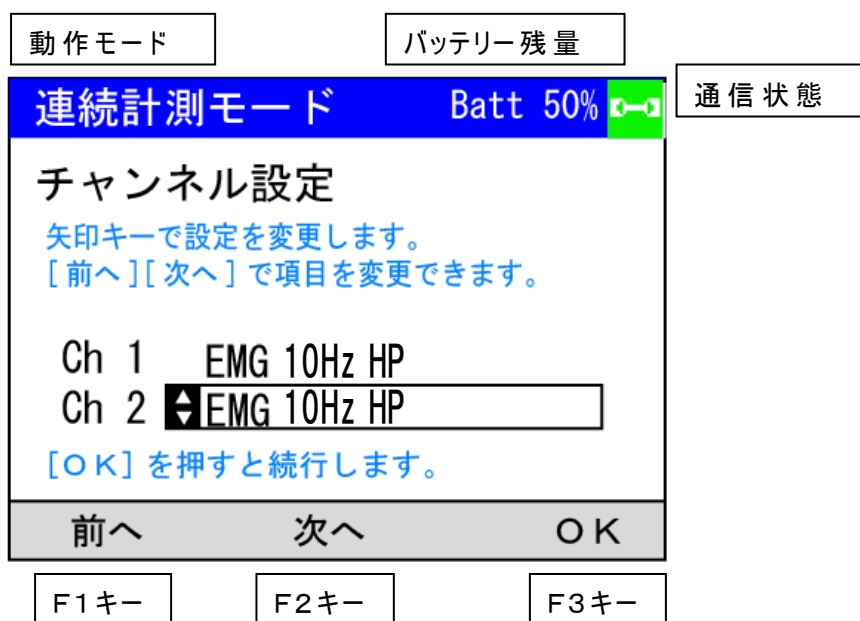 動作モード
バッテリー残量
連続計測モード Batt 50%
通信状態
チャンネル設定
矢印キーで設定を変更します。
[前へ][次へ]で項目を変更できます。
Ch 1 EMG 10Hz HP
Ch 2 EMG 10Hz HP
[OK]を押すと続行します。
前へ 次へ OK
F1キー F2キー F3キー